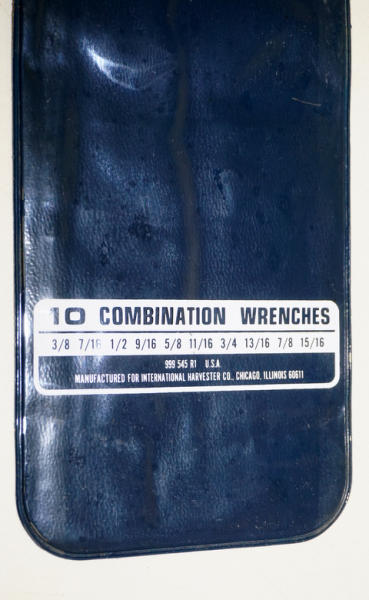 10 COMBINATION WRENCHES
3/8 7/16 1/2 9/16 5/8 11/16 3/4 13/16 7/8 15/16
999 545 R1 U.S.A.
MANUFACTURED FOR INTERNATIONAL HARVESTER CO., CHICAGO, ILLINOIS 60611